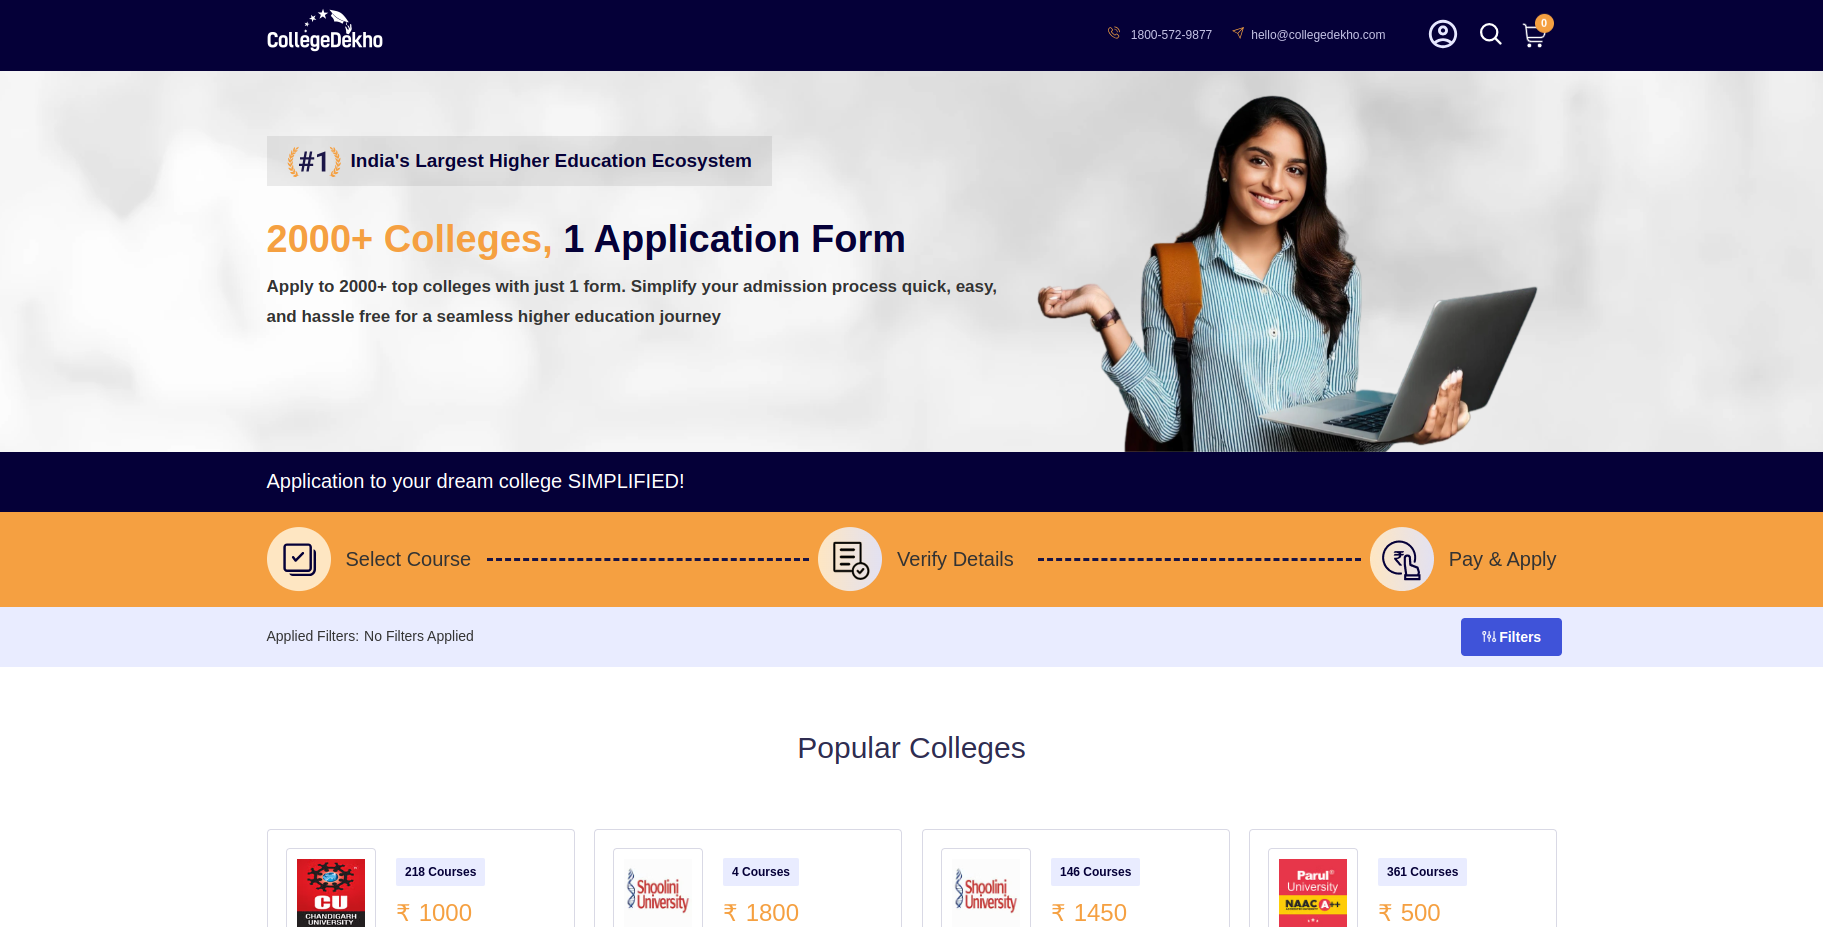 CollegeDekho
1800-572-9877
hello@collegedekho.com
0
#1 India's Largest Higher Education Ecosystem
2000+ Colleges, 1 Application Form
Apply to 2000+ top colleges with just 1 form. Simplify your admission process quick, easy,
and hassle free for a seamless higher education journey
Application to your dream college SIMPLIFIED!
Select Course
Verify Details
₹
Pay & Apply
Applied Filters: No Filters Applied
Filters
Popular Colleges
CU
CHANDIGARH
UNIVERSITY
218 Courses
₹ 1000
Shoolini
University
4 Courses
₹ 1800
Shoolini
University
146 Courses
₹ 1450
Parul®
University
NAAC A++
361 Courses
₹ 500